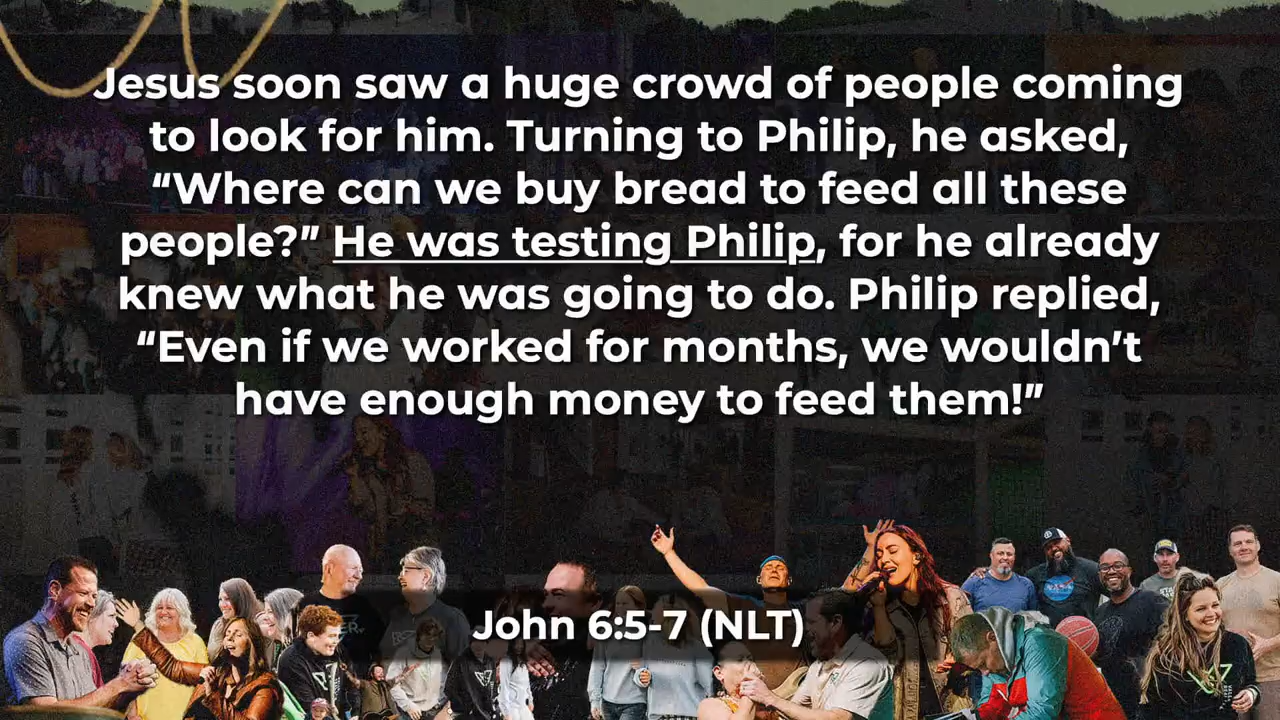 Jesus soon saw a huge crowd of people coming
to look for him. Turning to Philip, he asked,
“Where can we buy bread to feed all these
people?” He was testing Philip, for he already
knew what he was going to do. Philip replied,
“Even if we worked for months, we wouldn’t
have enough money to feed them!”
John 6:5-7 (NLT)